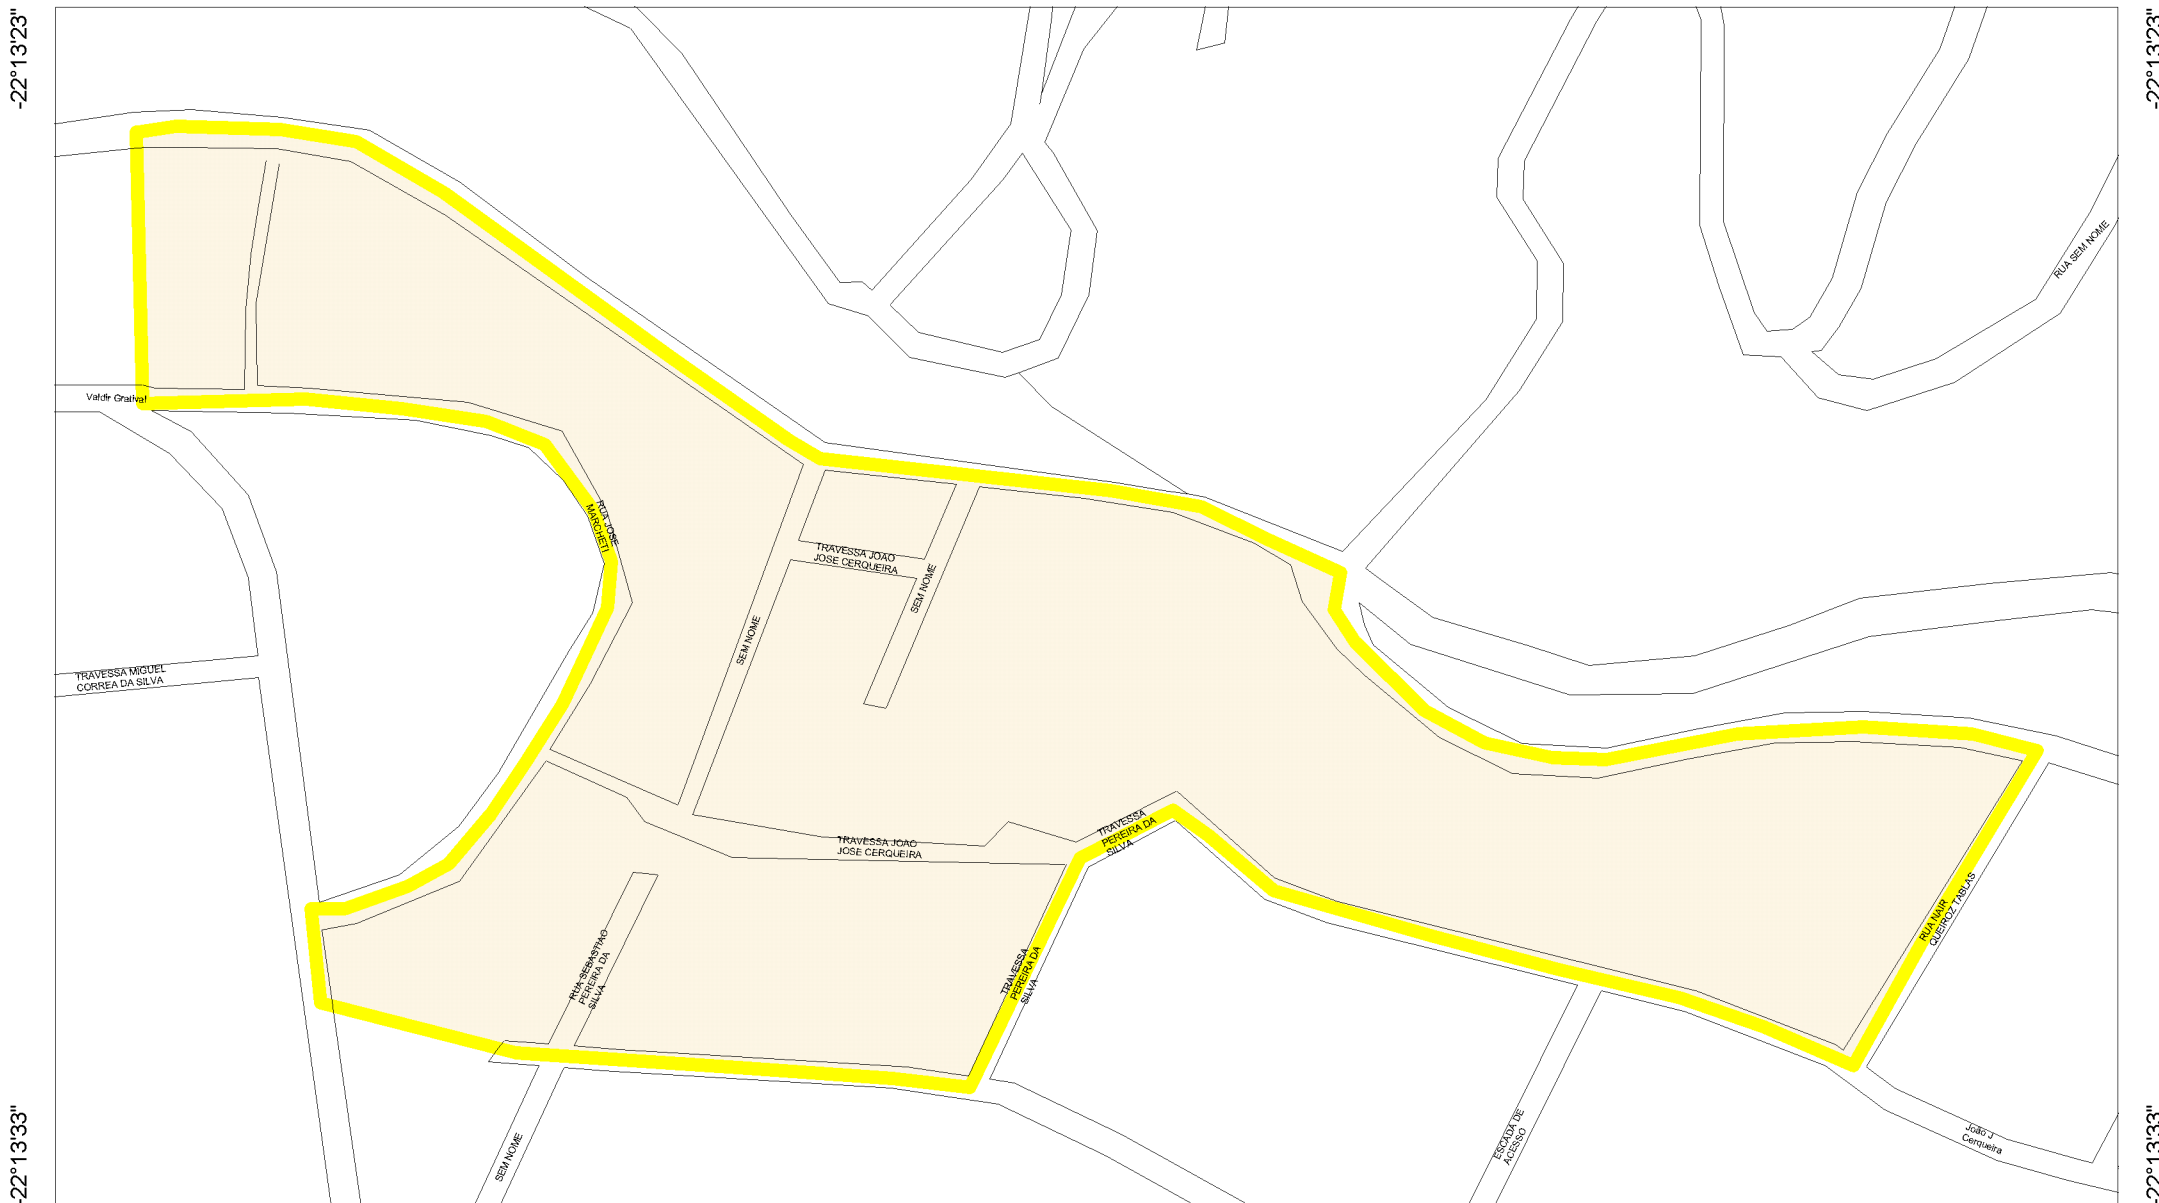 -22°13'23"
-22°13'23"
RUA SEM NOME
Valdir Grativol
RUA JOSE
MARCHETI
TRAVESSA JOAO
JOSE CERQUEIRA
SEM NOME
SEM NOME
TRAVESSA MIGUEL
CORREA DA SILVA
TRAVESSA
PEREIRA DA
SILVA
TRAVESSA JOAO
JOSE CERQUEIRA
RUA NAIR
QUEIROZ TABLAS
RUA SEBASTIAO
PEREIRA DA
SILVA
TRAVESSA
PEREIRA DA
SILVA
SEM NOME
ESCADA DE
ACESSO
João J
Cerqueira
-22°13'33"
-22°13'33"